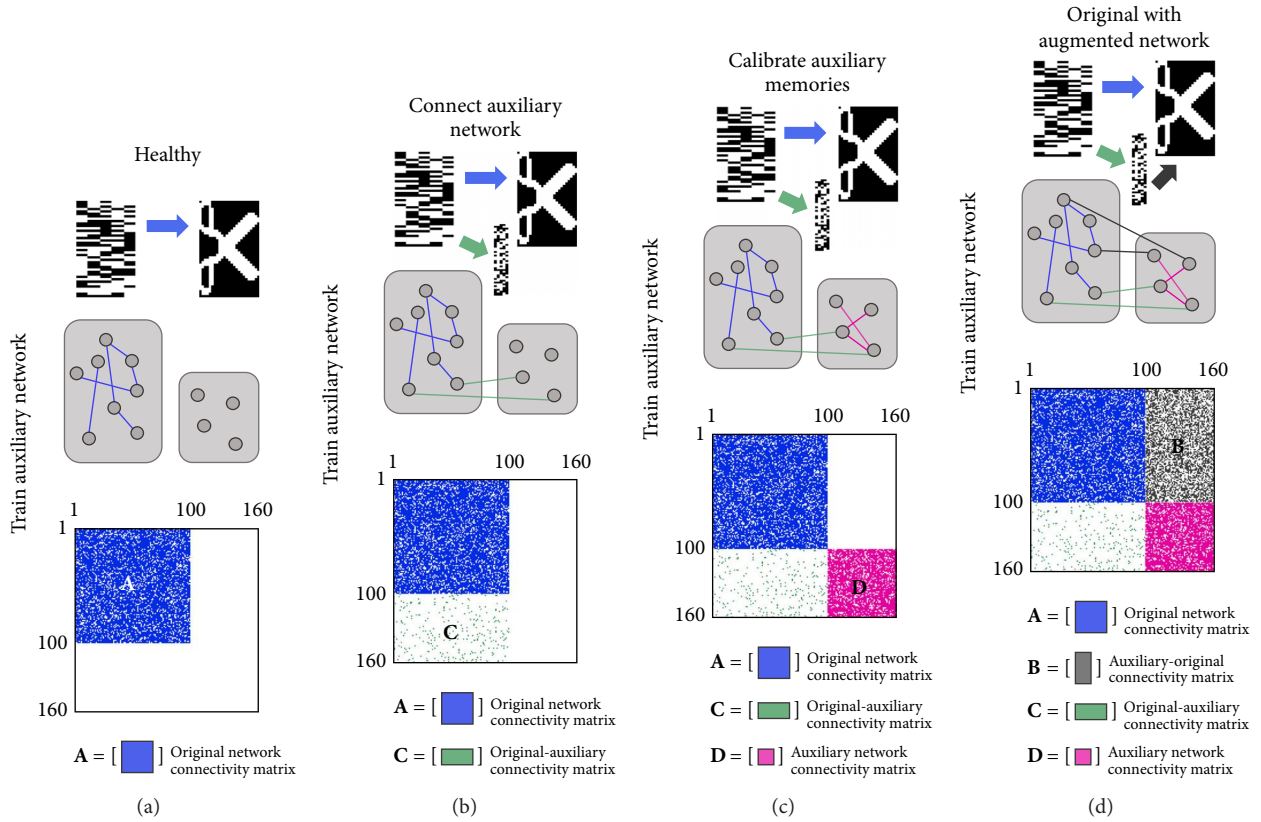 Train auxiliary network
Healthy
1
100
160
1
100
160
A
A = [ ] Original network
connectivity matrix
(a)
Train auxiliary network
Connect auxiliary
network
1
100
160
1
100
160
C
A = [ ] Original network
connectivity matrix
C = [ ] Original-auxiliary
connectivity matrix
(b)
Train auxiliary network
Calibrate auxiliary
memories
1
100
160
1
100
160
D
A = [ ] Original network
connectivity matrix
C = [ ] Original-auxiliary
connectivity matrix
D = [ ] Auxiliary network
connectivity matrix
(c)
Train auxiliary network
Original with
augmented network
1
100
160
1
100
160
B
A = [ ] Original network
connectivity matrix
B = [ ] Auxiliary-original
connectivity matrix
C = [ ] Original-auxiliary
connectivity matrix
D = [ ] Auxiliary network
connectivity matrix
(d)